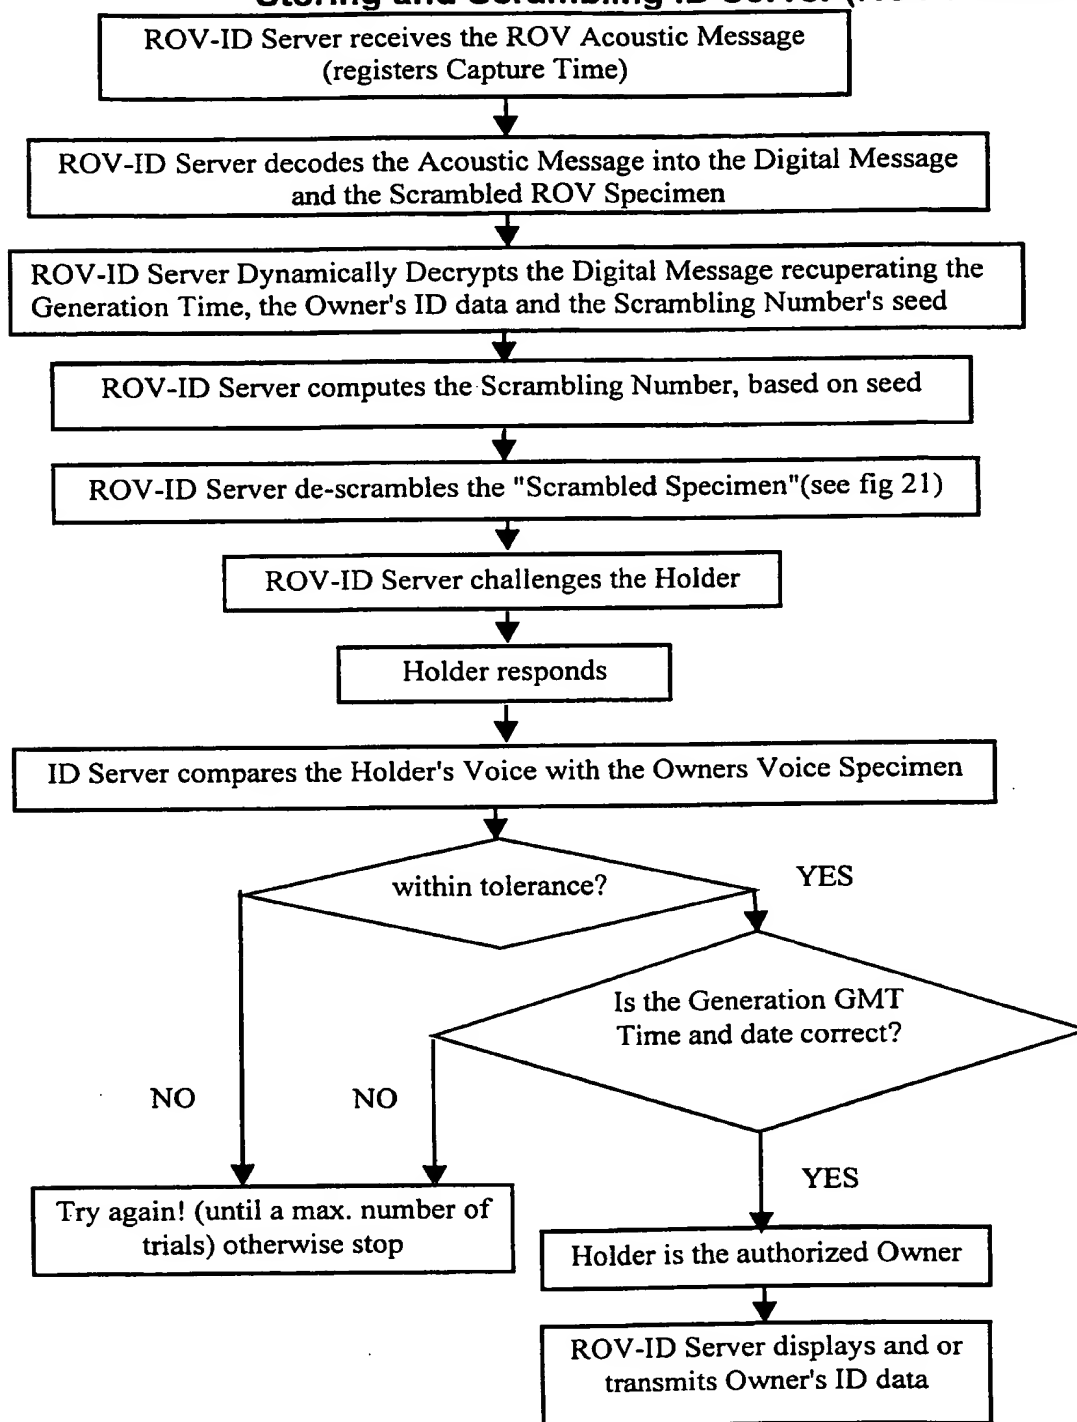 Storing and Scrambling ID Server
ROV-ID Server receives the ROV Acoustic Message
(registers Capture Time)
ROV-ID Server decodes the Acoustic Message into the Digital Message
and the Scrambled ROV Specimen
ROV-ID Server Dynamically Decrypts the Digital Message recuperating the
Generation Time, the Owner's ID data and the Scrambling Number's seed
ROV-ID Server computes the Scrambling Number, based on seed
ROV-ID Server de-scrambles the "Scrambled Specimen"(see fig 21)
ROV-ID Server challenges the Holder
Holder responds
ID Server compares the Holder's Voice with the Owners Voice Specimen
within tolerance?
YES
Is the Generation GMT
Time and date correct?
NO
NO
YES
Try again! (until a max. number of
trials) otherwise stop
Holder is the authorized Owner
ROV-ID Server displays and or
transmits Owner's ID data